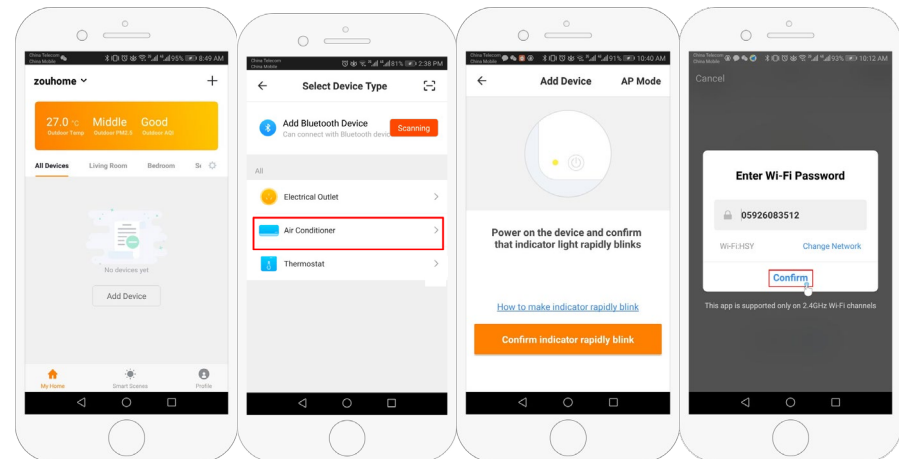 China Telecom
China Mobile
95% 8:49 AM
zouhome
27.0 °C Middle Good
Outdoor Temp Outdoor PM2.5 Outdoor AQI
All Devices Living Room Bedroom
No devices yet
Add Device
My Home Smart Scenes Profile
China Telecom
China Mobile
81% 2:38 PM
Select Device Type
Add Bluetooth Device
Can connect with Bluetooth devic
Scanning
All
Electrical Outlet
Air Conditioner
Thermostat
China Telecom
China Mobile
91% 10:40 AM
Add Device AP Mode
Power on the device and confirm
that indicator light rapidly blinks
How to make indicator rapidly blink
Confirm indicator rapidly blink
China Telecom
China Mobile
93% 10:12 AM
Cancel
Enter Wi-Fi Password
05926083512
Wi-Fi:HSY Change Network
Confirm
This app is supported only on 2.4GHz Wi-Fi channels